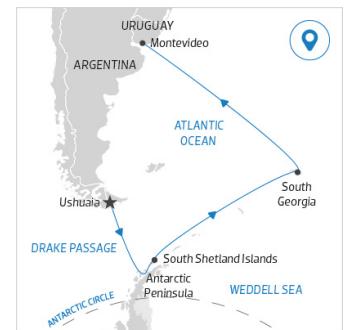 URUGUAY
Montevideo
ARGENTINA
ATLANTIC
OCEAN
South
Georgia
Ushuaia
DRAKE PASSAGE
South Shetland Islands
Antarctic
Peninsula
WEDDELL SEA
ANTARCTIC CIRCLE